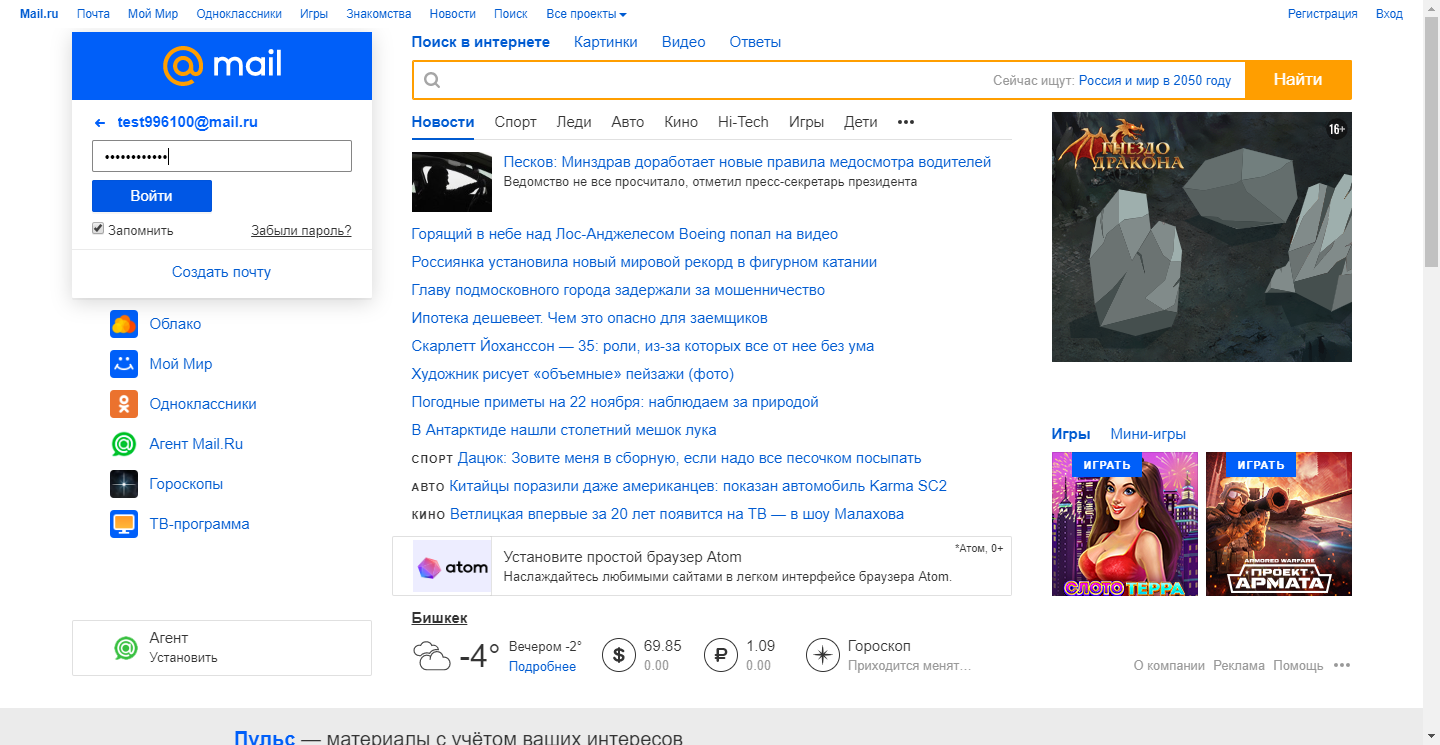 Mail.ru Почта Мой Мир Одноклассники Игры Знакомства Новости Поиск Все проекты Регистрация Вход
@mail
test996100@mail.ru
••••••••••••
Войти
Запомнить Забыли пароль?
Создать почту
Облако
Мой Мир
Одноклассники
Агент Mail.Ru
Гороскопы
ТВ-программа
Агент
Установить
Поиск в интернете Картинки Видео Ответы
Сейчас ищут: Россия и мир в 2050 году Найти
Новости Спорт Леди Авто Кино Hi-Tech Игры Дети •••
Песков: Минздрав доработает новые правила медосмотра водителей
Ведомство не все просчитало, отметил пресс-секретарь президента
Горящий в небе над Лос-Анджелесом Boeing попал на видео
Россиянка установила новый мировой рекорд в фигурном катании
Главу подмосковного города задержали за мошенничество
Ипотека дешевеет. Чем это опасно для заемщиков
Скарлетт Йоханссон — 35: роли, из-за которых все от нее без ума
Художник рисует «объемные» пейзажи (фото)
Погодные приметы на 22 ноября: наблюдаем за природой
В Антарктиде нашли столетний мешок лука
СПОРТ Дацюк: Зовите меня в сборную, если надо все песочком посыпать
АВТО Китайцы поразили даже американцев: показан автомобиль Karma SC2
КИНО Ветлицкая впервые за 20 лет появится на ТВ — в шоу Малахова
atom
Установите простой браузер Atom
*Атом, 0+
Наслаждайтесь любимыми сайтами в легком интерфейсе браузера Atom.
Бишкек
-4° Вечером -2° $ 69.85 ₽ 1.09 Гороскоп
Подробнее 0.00 0.00 Приходится менят…
ГНЕЗДО
ДРАКОНА
16+
Игры Мини-игры
ИГРАТЬ
СЛОТО ТЕРРА
ИГРАТЬ
ARMORED WARFARE
ПРОЕКТ
АРМАТА
О компании Реклама Помощь •••
Пульс — материалы с учётом ваших интересов